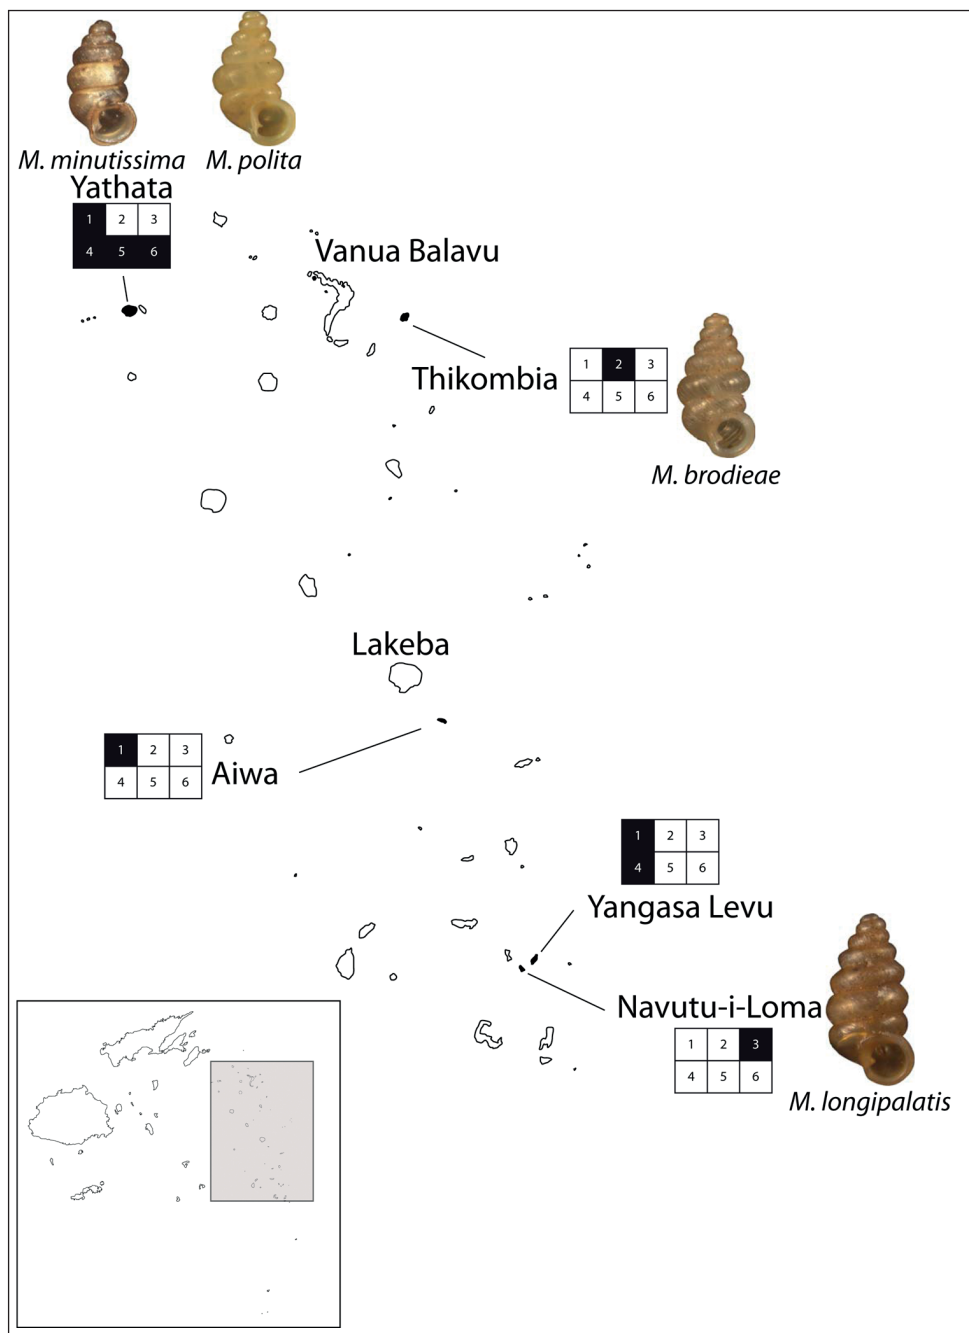 M. minutissima M. polita
Yathata
1 2 3
4 5 6
Vanua Balavu
Thikombia
1 2 3
4 5 6
M. brodieae
Lakeba
1 2 3
4 5 6
Aiwa
1 2 3
4 5 6
Yangasa Levu
Navutu-i-Loma
1 2 3
4 5 6
M. longipalatis